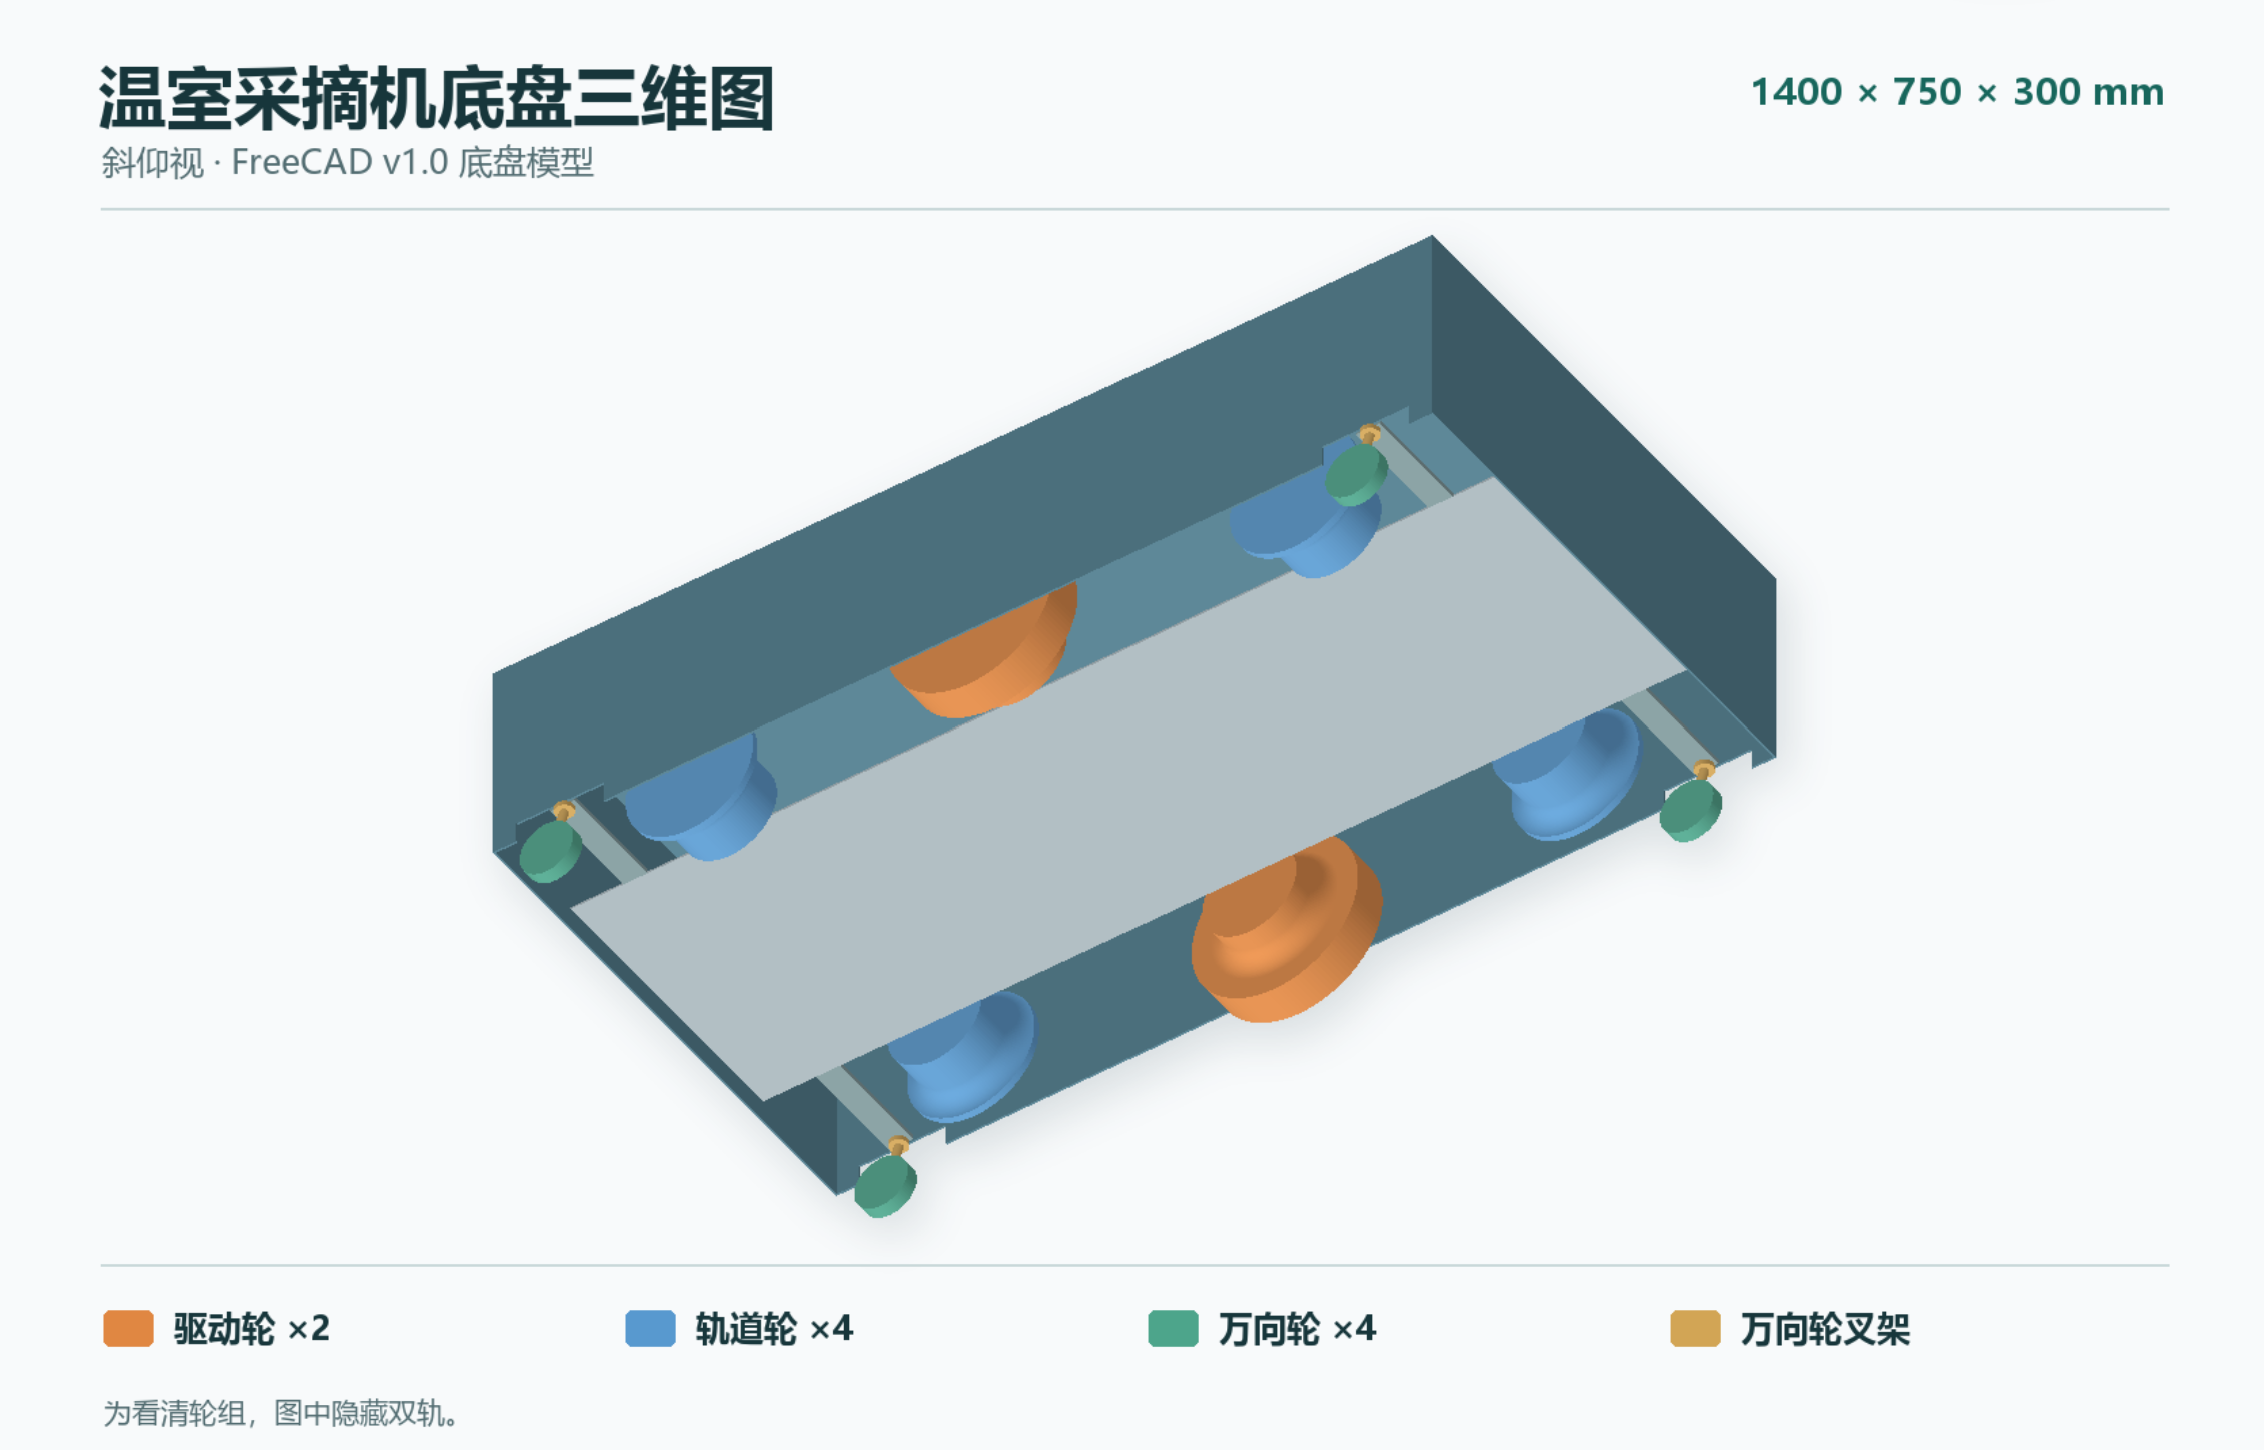 温室采摘机底盘三维图
1400 × 750 × 300 mm
斜仰视 · FreeCAD v1.0 底盘模型
驱动轮 ×2
轨道轮 ×4
万向轮 ×4
万向轮叉架
为看清轮组，图中隐藏双轨。